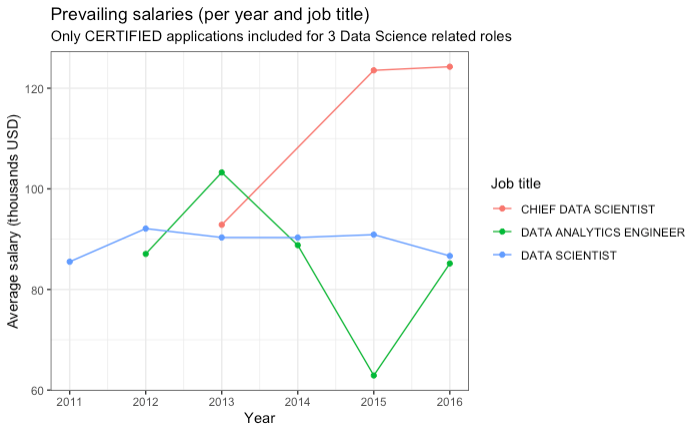 Prevailing salaries (per year and job title)
Only CERTIFIED applications included for 3 Data Science related roles
Average salary (thousands USD)
120
100
80
60
2011 2012 2013 2014 2015 2016
Year
Job title
CHIEF DATA SCIENTIST
DATA ANALYTICS ENGINEER
DATA SCIENTIST